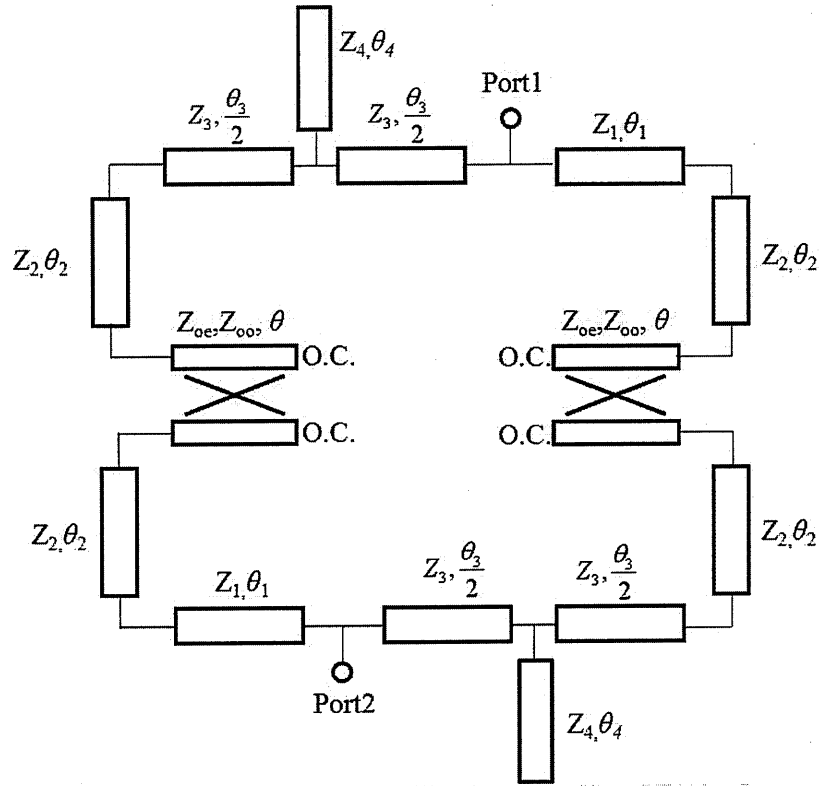 Z₄,θ₄
Port1
Z₃, θ₃/2
Z₃, θ₃/2
Z₁,θ₁
Z₂,θ₂
Z₂,θ₂
Zₒₑ,Zₒₒ, θ
Zₒₑ,Zₒₒ, θ
O.C.
O.C.
O.C.
O.C.
Z₂,θ₂
Z₂,θ₂
Z₁,θ₁
Z₃, θ₃/2
Z₃, θ₃/2
Port2
Z₄,θ₄